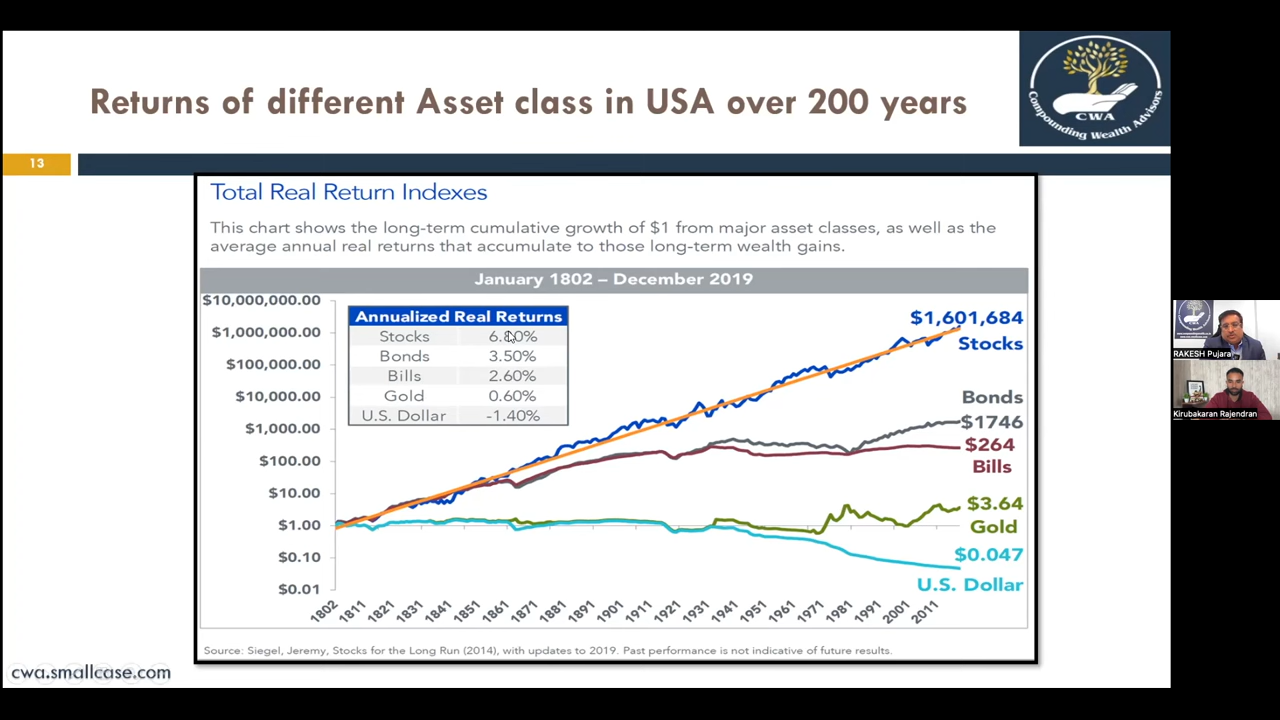 Returns of different Asset class in USA over 200 years
Compounding Wealth Advisors
CWA
13
Total Real Return Indexes
This chart shows the long-term cumulative growth of $1 from major asset classes, as well as the
average annual real returns that accumulate to those long-term wealth gains.
January 1802 – December 2019
$10,000,000.00
$1,000,000.00
$100,000.00
$10,000.00
$1,000.00
$100.00
$10.00
$1.00
$0.10
$0.01
Annualized Real Returns
Stocks
Bonds 3.50%
Bills 2.60%
Gold 0.60%
U.S. Dollar -1.40%
$1,601,684
Stocks
Bonds
$1746
$264
Bills
$3.64
Gold
$0.047
U.S. Dollar
1802 1811 1821 1831 1841 1851 1861 1871 1881 1891 1901 1911 1921 1931 1941 1951 1961 1971 1981 1991 2001 2011
Source: Siegel, Jeremy, Stocks for the Long Run (2014), with updates to 2019. Past performance is not indicative of future results.
cwa.smallcase.com
RAKESH Pujara
Kirubakaran Rajendran